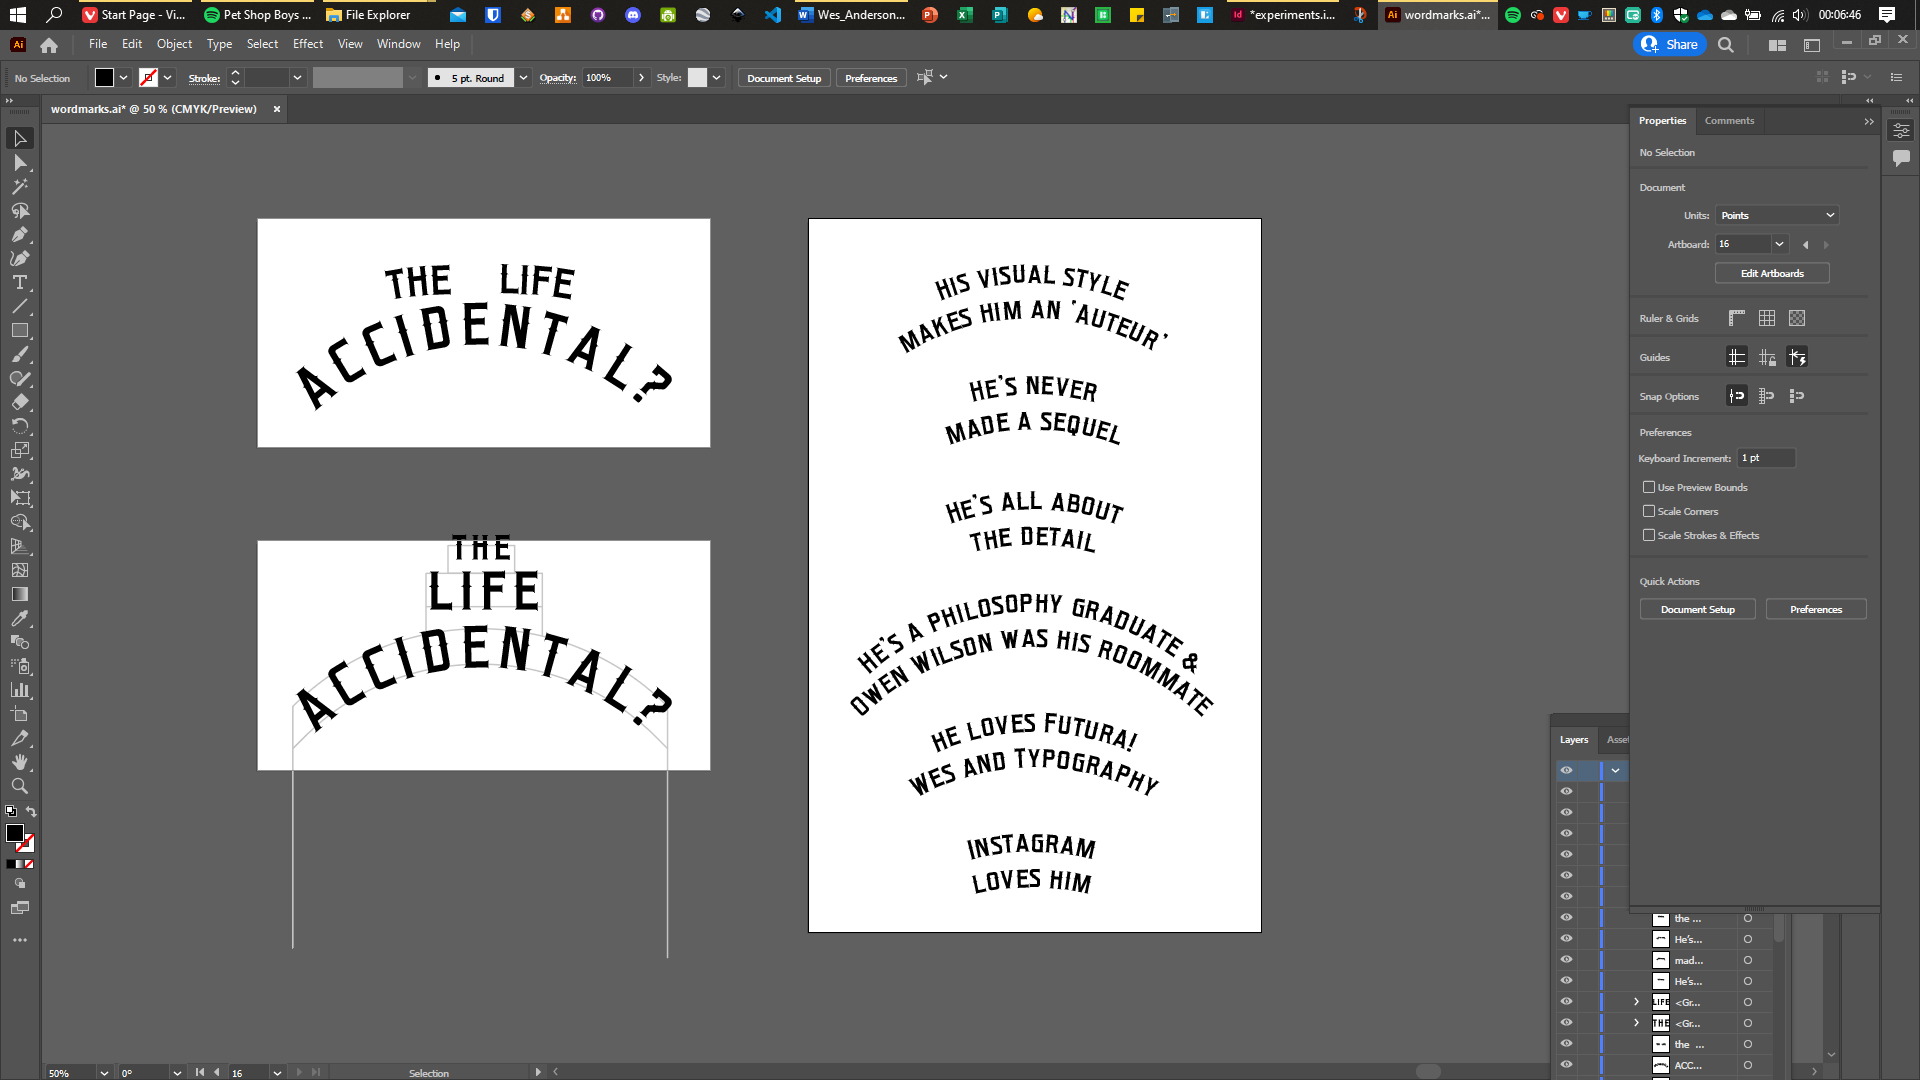 Start Page - Vi...
Pet Shop Boys ...
File Explorer
Wes_Anderson...
*experiments.i...
wordmarks.ai*...
00:06:46
File Edit Object Type Select Effect View Window Help
Share
No Selection
Stroke:
5 pt. Round
Opacity: 100%
Style:
Document Setup
Preferences
wordmarks.ai* @ 50 % (CMYK/Preview)
THE LIFE
ACCIDENTAL?
THE
LIFE
ACCIDENTAL?
HIS VISUAL STYLE
MAKES HIM AN 'AUTEUR'
HE'S NEVER
MADE A SEQUEL
HE'S ALL ABOUT
THE DETAIL
HE'S A PHILOSOPHY GRADUATE &
OWEN WILSON WAS HIS ROOMMATE
HE LOVES FUTURA!
WES AND TYPOGRAPHY
INSTAGRAM
LOVES HIM
Properties Comments
No Selection
Document
Units: Points
Artboard: 16
Edit Artboards
Ruler & Grids
Guides
Snap Options
Preferences
Keyboard Increment: 1 pt
Use Preview Bounds
Scale Corners
Scale Strokes & Effects
Quick Actions
Document Setup
Preferences
Layers Asset
the ...
He's...
mad...
He's...
LIFE <Gr...
THE <Gr...
the ...
ACC...
50% 0° 16 Selection